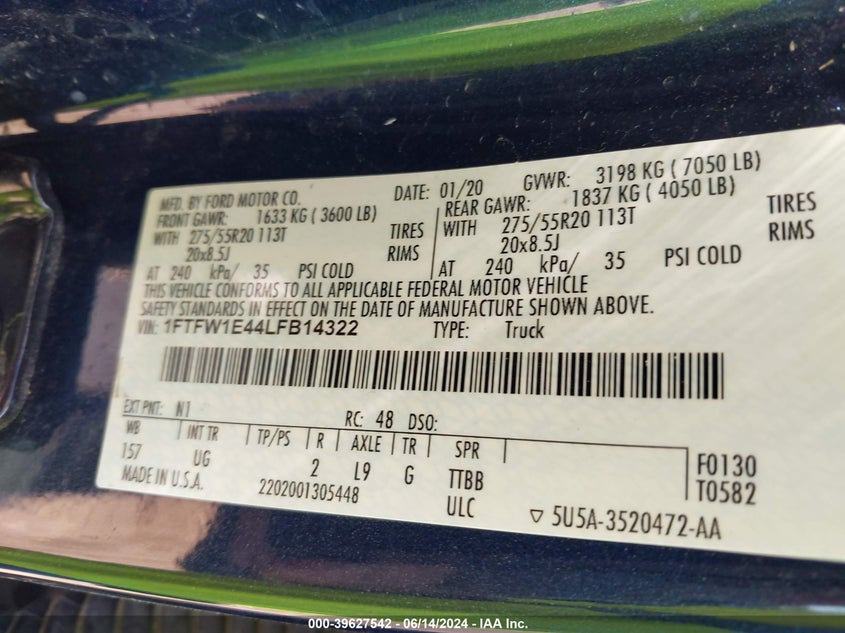 MFD. BY FORD MOTOR CO. DATE: 01/20 GVWR: 3198 KG ( 7050 LB)
FRONT GAWR: 1633 KG ( 3600 LB) REAR GAWR: 1837 KG ( 4050 LB)
WITH 275/55R20 113T TIRES WITH 275/55R20 113T TIRES
20x8.5J RIMS 20x8.5J RIMS
AT 240 kPa/ 35 PSI COLD AT 240 kPa/ 35 PSI COLD
THIS VEHICLE CONFORMS TO ALL APPLICABLE FEDERAL MOTOR VEHICLE
SAFETY STANDARDS IN EFFECT ON THE DATE OF MANUFACTURE SHOWN ABOVE.
VIN: 1FTFW1E44LFB14322 TYPE: Truck
EXT PNT: N1 RC: 48 DSO:
WB INT TR TP/PS R AXLE TR SPR
157 UG 2 L9 G TTBB F0130
MADE IN U.S.A. 2202001305448 ULC T0582
▽ 5U5A-3520472-AA
000-39627542 - 06/14/2024 - IAA Inc.